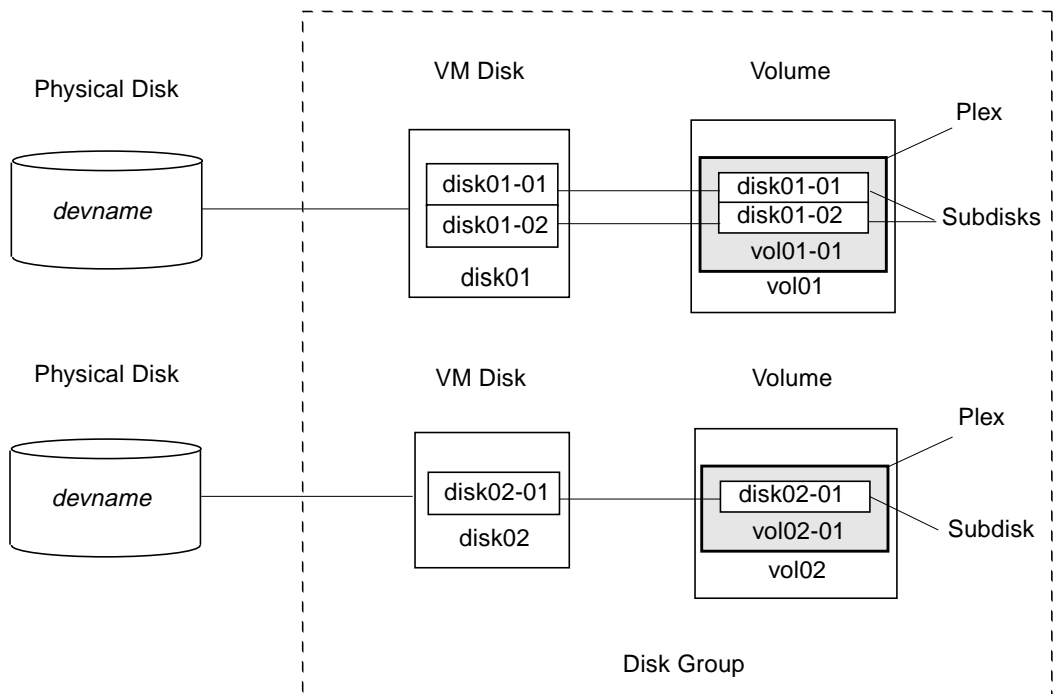 VM Disk
Volume
Physical Disk
Plex
devname
disk01-01
disk01-02
disk01
disk01-01
disk01-02
vol01-01
vol01
Subdisks
Physical Disk
VM Disk
Volume
Plex
devname
disk02-01
disk02
disk02-01
vol02-01
vol02
Subdisk
Disk Group